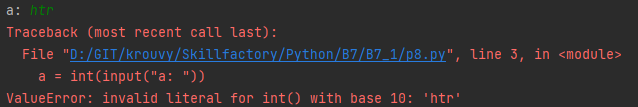 a: htr
Traceback (most recent call last):
  File "D:/GIT/krouvy/Skillfactory/Python/B7/B7_1/p8.py", line 3, in <module>
    a = int(input("a: "))
ValueError: invalid literal for int() with base 10: 'htr'